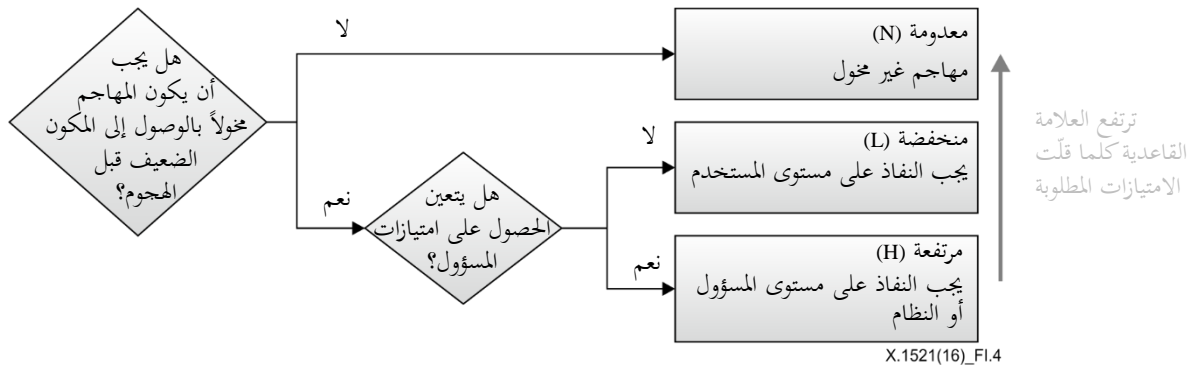 هل يجب
أن يكون المهاجم
مخولاً بالوصول إلى المكون
الضعيف قبل
الهجوم؟
لا
معدومة (N)
مهاجم غير مخول
نعم
هل يتعين
الحصول على امتيازات
المسؤول؟
لا
منخفضة (L)
يجب النفاذ على مستوى المستخدم
نعم
مرتفعة (H)
يجب النفاذ على مستوى المسؤول
أو النظام
ترتفع العلامة
القاعدية كلما قلّت
الامتيازات المطلوبة
X.1521(16)_FI.4